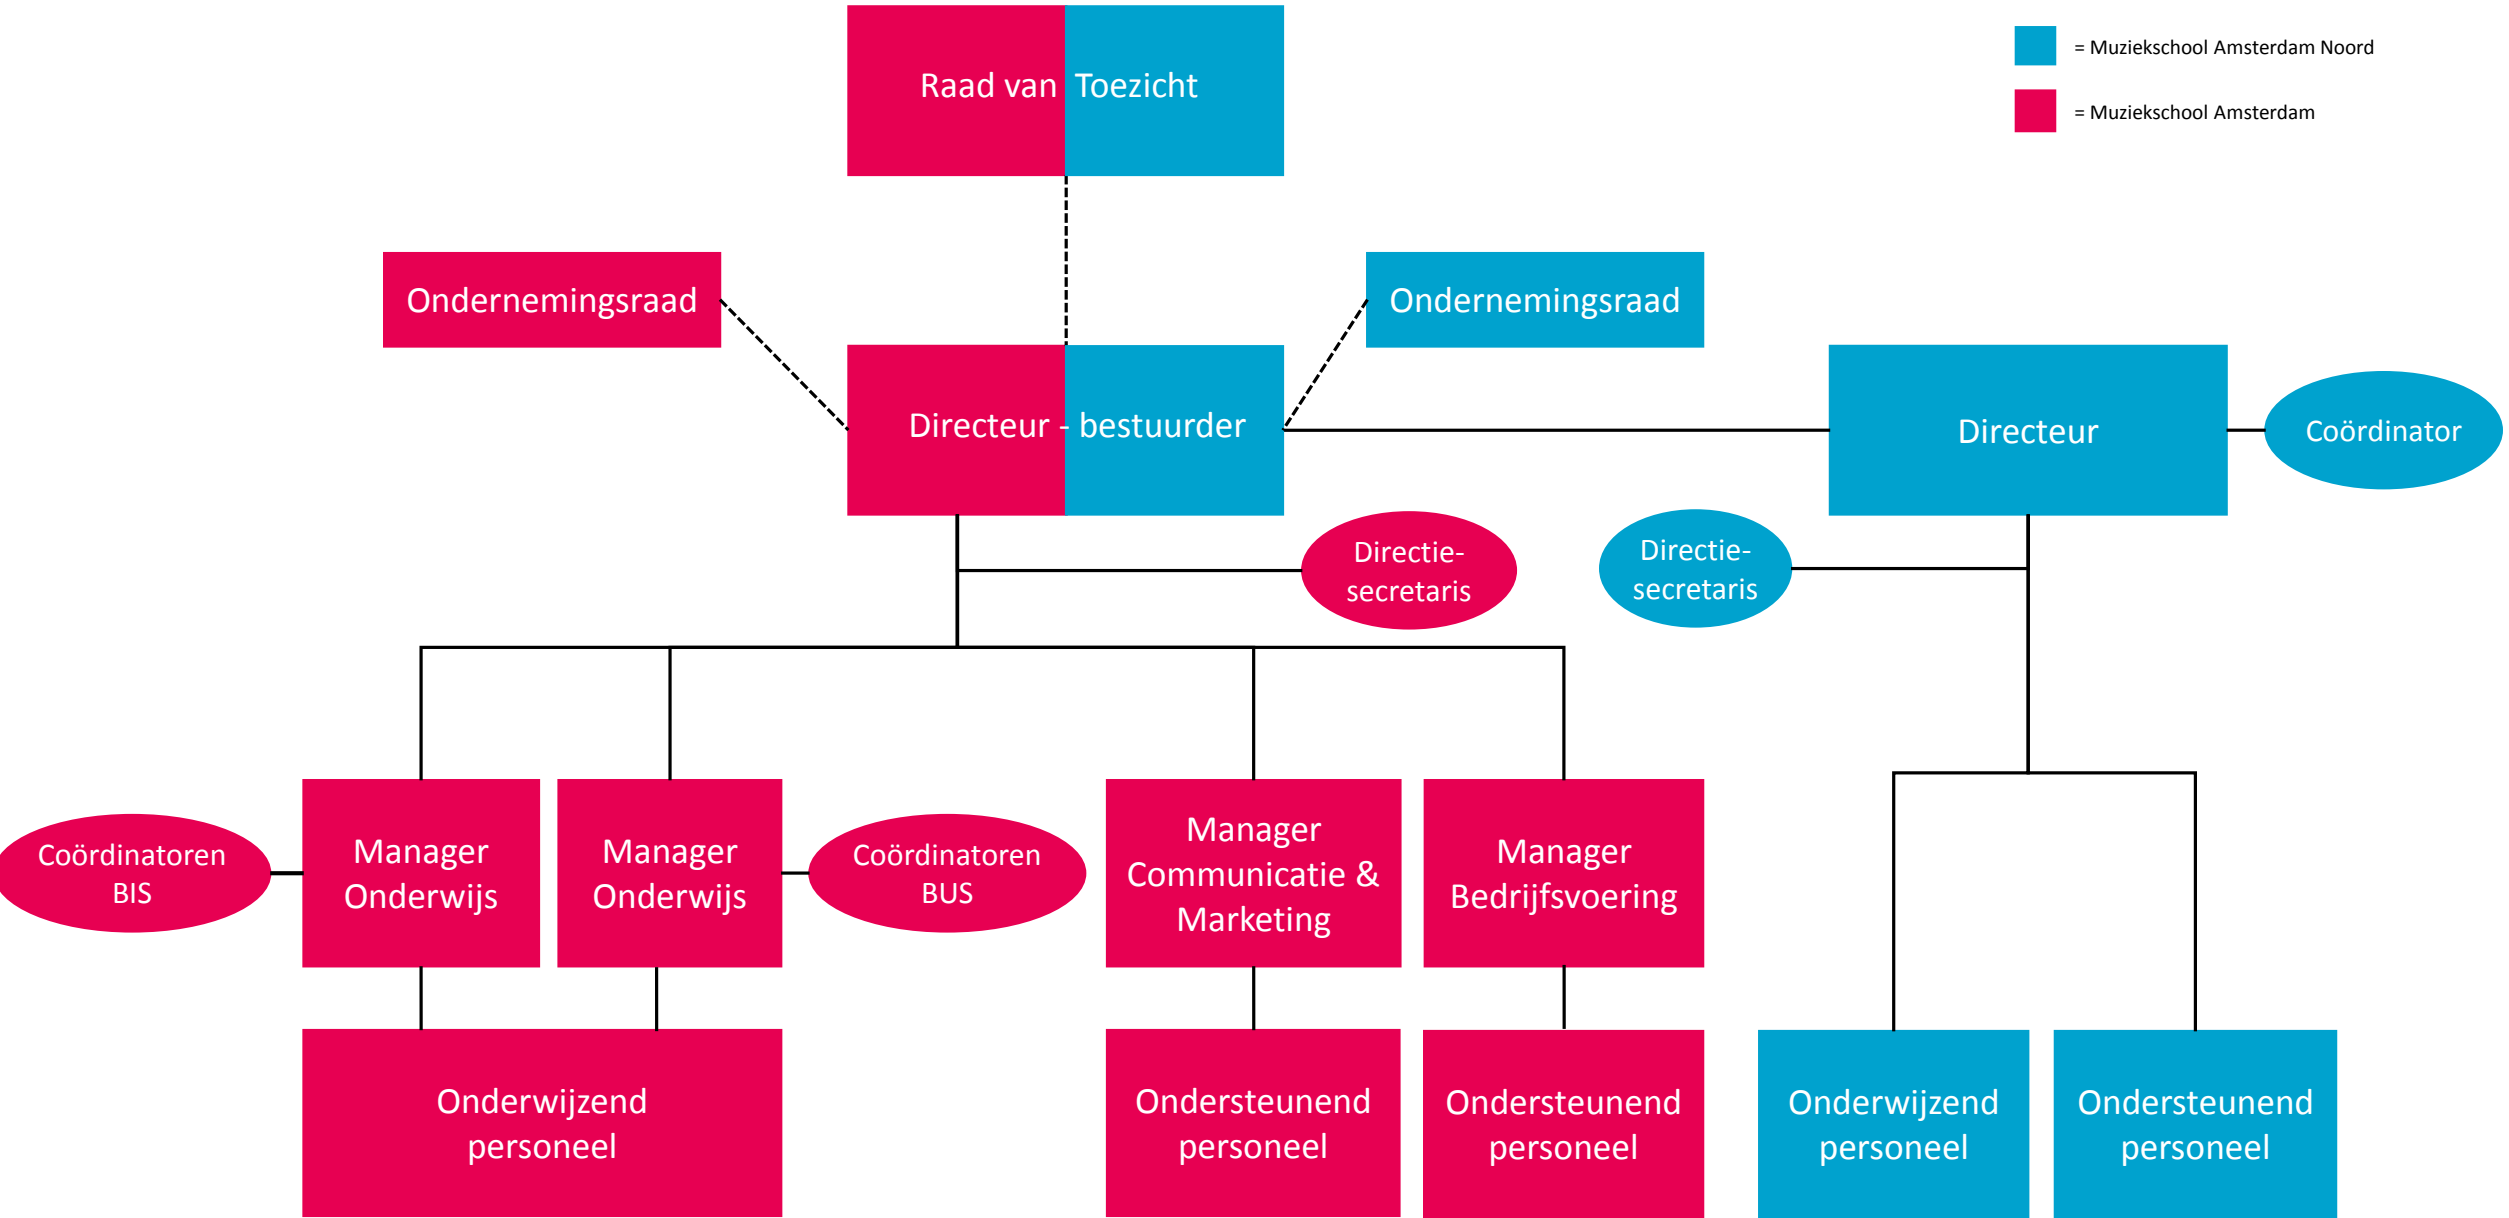 Raad van Toezicht
= Muziekschool Amsterdam Noord
= Muziekschool Amsterdam
Ondernemingsraad
Ondernemingsraad
Directeur - bestuurder
Directeur
Coördinator
Directie-
secretaris
Directie-
secretaris
Coördinatoren
BIS
Manager
Onderwijs
Manager
Onderwijs
Coördinatoren
BUS
Manager
Communicatie &
Marketing
Manager
Bedrijfsvoering
Onderwijzend
personeel
Ondersteunend
personeel
Ondersteunend
personeel
Onderwijzend
personeel
Ondersteunend
personeel